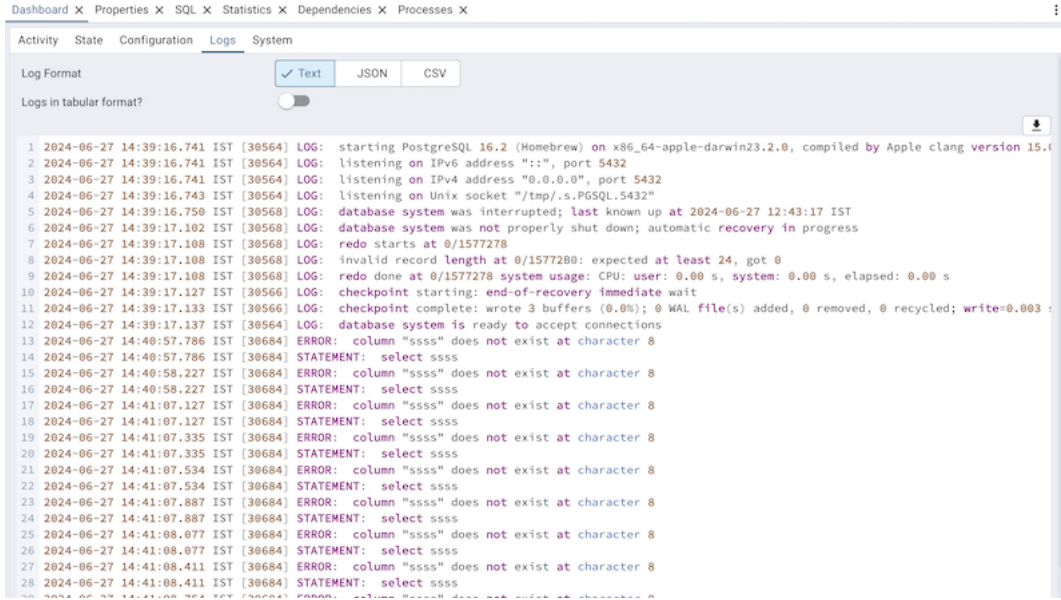 Dashboard Properties SQL Statistics Dependencies Processes
Activity State Configuration Logs System
Log Format Text JSON CSV
Logs in tabular format?
1 2024-06-27 14:39:16.741 IST [30564] LOG: starting PostgreSQL 16.2 (Homebrew) on x86_64-apple-darwin23.2.0, compiled by Apple clang version 15.0
2 2024-06-27 14:39:16.741 IST [30564] LOG: listening on IPv6 address "::", port 5432
3 2024-06-27 14:39:16.741 IST [30564] LOG: listening on IPv4 address "0.0.0.0", port 5432
4 2024-06-27 14:39:16.743 IST [30564] LOG: listening on Unix socket "/tmp/.s.PGSQL.5432"
5 2024-06-27 14:39:16.750 IST [30568] LOG: database system was interrupted; last known up at 2024-06-27 12:43:17 IST
6 2024-06-27 14:39:17.102 IST [30568] LOG: database system was not properly shut down; automatic recovery in progress
7 2024-06-27 14:39:17.108 IST [30568] LOG: redo starts at 0/1577278
8 2024-06-27 14:39:17.108 IST [30568] LOG: invalid record length at 0/15772B0: expected at least 24, got 0
9 2024-06-27 14:39:17.108 IST [30568] LOG: redo done at 0/1577278 system usage: CPU: user: 0.00 s, system: 0.00 s, elapsed: 0.00 s
10 2024-06-27 14:39:17.127 IST [30566] LOG: checkpoint starting: end-of-recovery immediate wait
11 2024-06-27 14:39:17.133 IST [30566] LOG: checkpoint complete: wrote 3 buffers (0.0%); 0 WAL file(s) added, 0 removed, 0 recycled; write=0.003 s
12 2024-06-27 14:39:17.137 IST [30564] LOG: database system is ready to accept connections
13 2024-06-27 14:40:57.786 IST [30684] ERROR: column "ssss" does not exist at character 8
14 2024-06-27 14:40:57.786 IST [30684] STATEMENT: select ssss
15 2024-06-27 14:40:58.227 IST [30684] ERROR: column "ssss" does not exist at character 8
16 2024-06-27 14:40:58.227 IST [30684] STATEMENT: select ssss
17 2024-06-27 14:41:07.127 IST [30684] ERROR: column "ssss" does not exist at character 8
18 2024-06-27 14:41:07.127 IST [30684] STATEMENT: select ssss
19 2024-06-27 14:41:07.335 IST [30684] ERROR: column "ssss" does not exist at character 8
20 2024-06-27 14:41:07.335 IST [30684] STATEMENT: select ssss
21 2024-06-27 14:41:07.534 IST [30684] ERROR: column "ssss" does not exist at character 8
22 2024-06-27 14:41:07.534 IST [30684] STATEMENT: select ssss
23 2024-06-27 14:41:07.887 IST [30684] ERROR: column "ssss" does not exist at character 8
24 2024-06-27 14:41:07.887 IST [30684] STATEMENT: select ssss
25 2024-06-27 14:41:08.077 IST [30684] ERROR: column "ssss" does not exist at character 8
26 2024-06-27 14:41:08.077 IST [30684] STATEMENT: select ssss
27 2024-06-27 14:41:08.411 IST [30684] ERROR: column "ssss" does not exist at character 8
28 2024-06-27 14:41:08.411 IST [30684] STATEMENT: select ssss